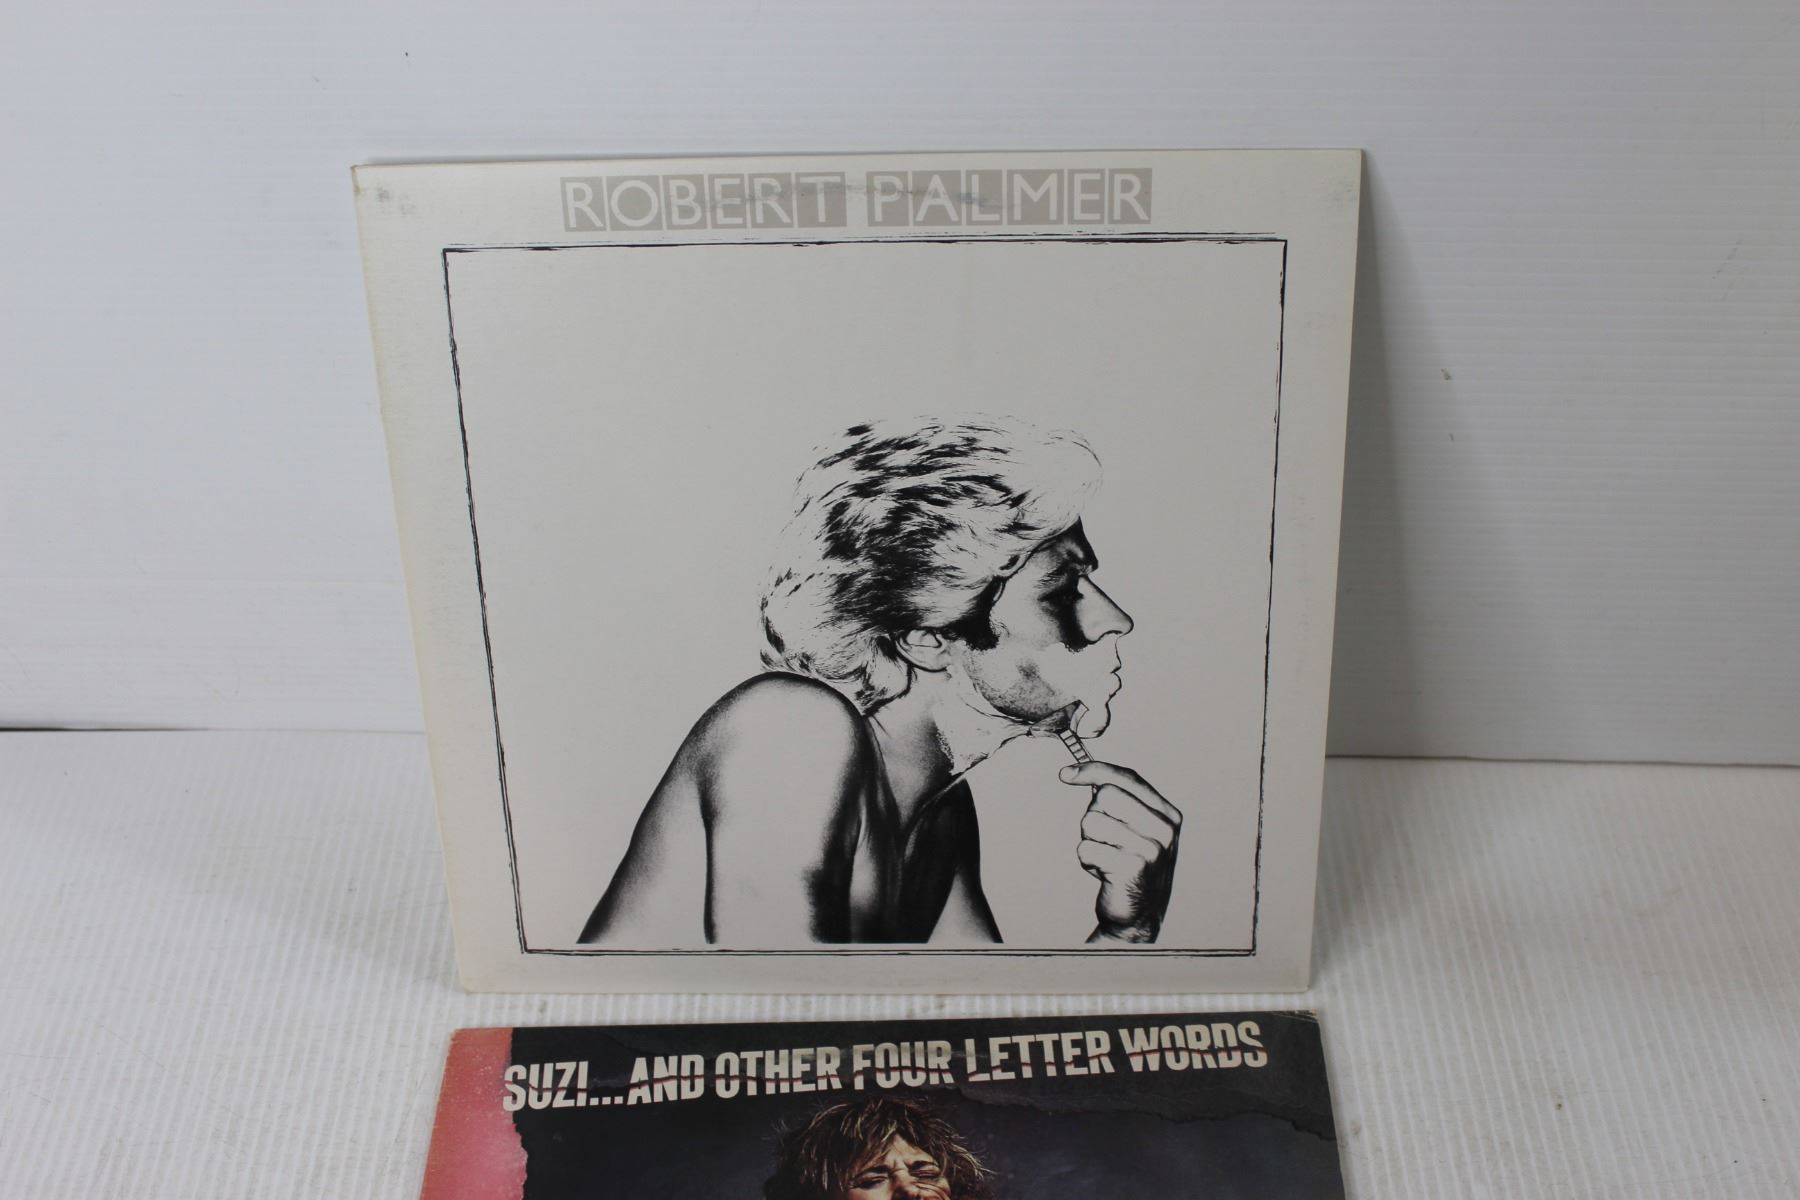 ROBERT PALMER
SUZI...AND OTHER FOUR LETTER WORDS